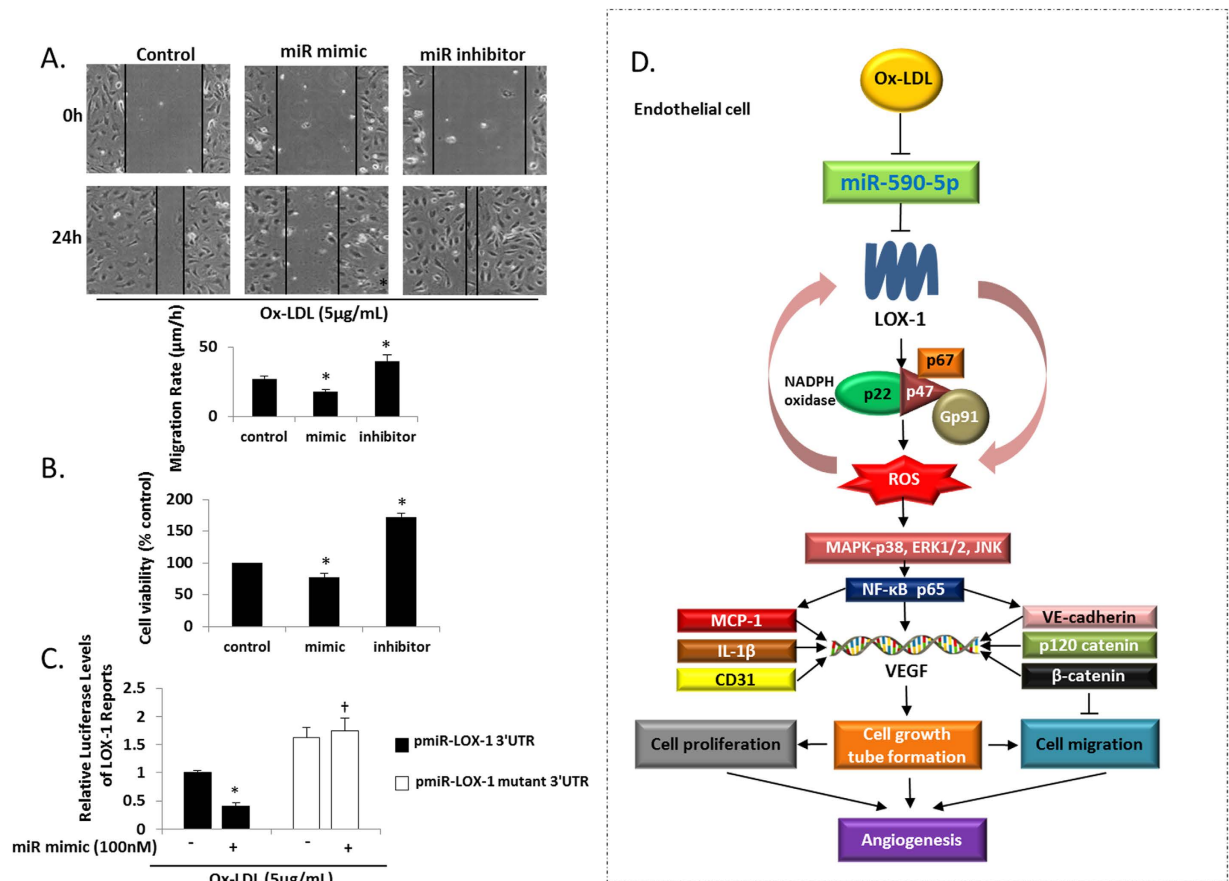 A.
Control
miR mimic
miR inhibitor
0h
24h
*
Ox-LDL (5µg/mL)
Migration Rate (µm/h)
50
0
*
*
control
mimic
inhibitor
B.
Cell viability (% control)
200
150
100
50
0
*
*
control
mimic
inhibitor
C.
Relative Luciferase Levels
of LOX-1 Reports
2.5
2
1.5
1
0.5
0
*
†
pmiR-LOX-1 3'UTR
pmiR-LOX-1 mutant 3'UTR
miR mimic (100nM)
-
+
-
+
Ox-LDL (5µg/mL)
D.
Endothelial cell
Ox-LDL
miR-590-5p
LOX-1
NADPH
oxidase
p22
p47
p67
Gp91
ROS
MAPK-p38, ERK1/2, JNK
NF-κB p65
MCP-1
IL-1β
CD31
VEGF
VE-cadherin
p120 catenin
β-catenin
Cell proliferation
Cell growth
tube formation
Cell migration
Angiogenesis